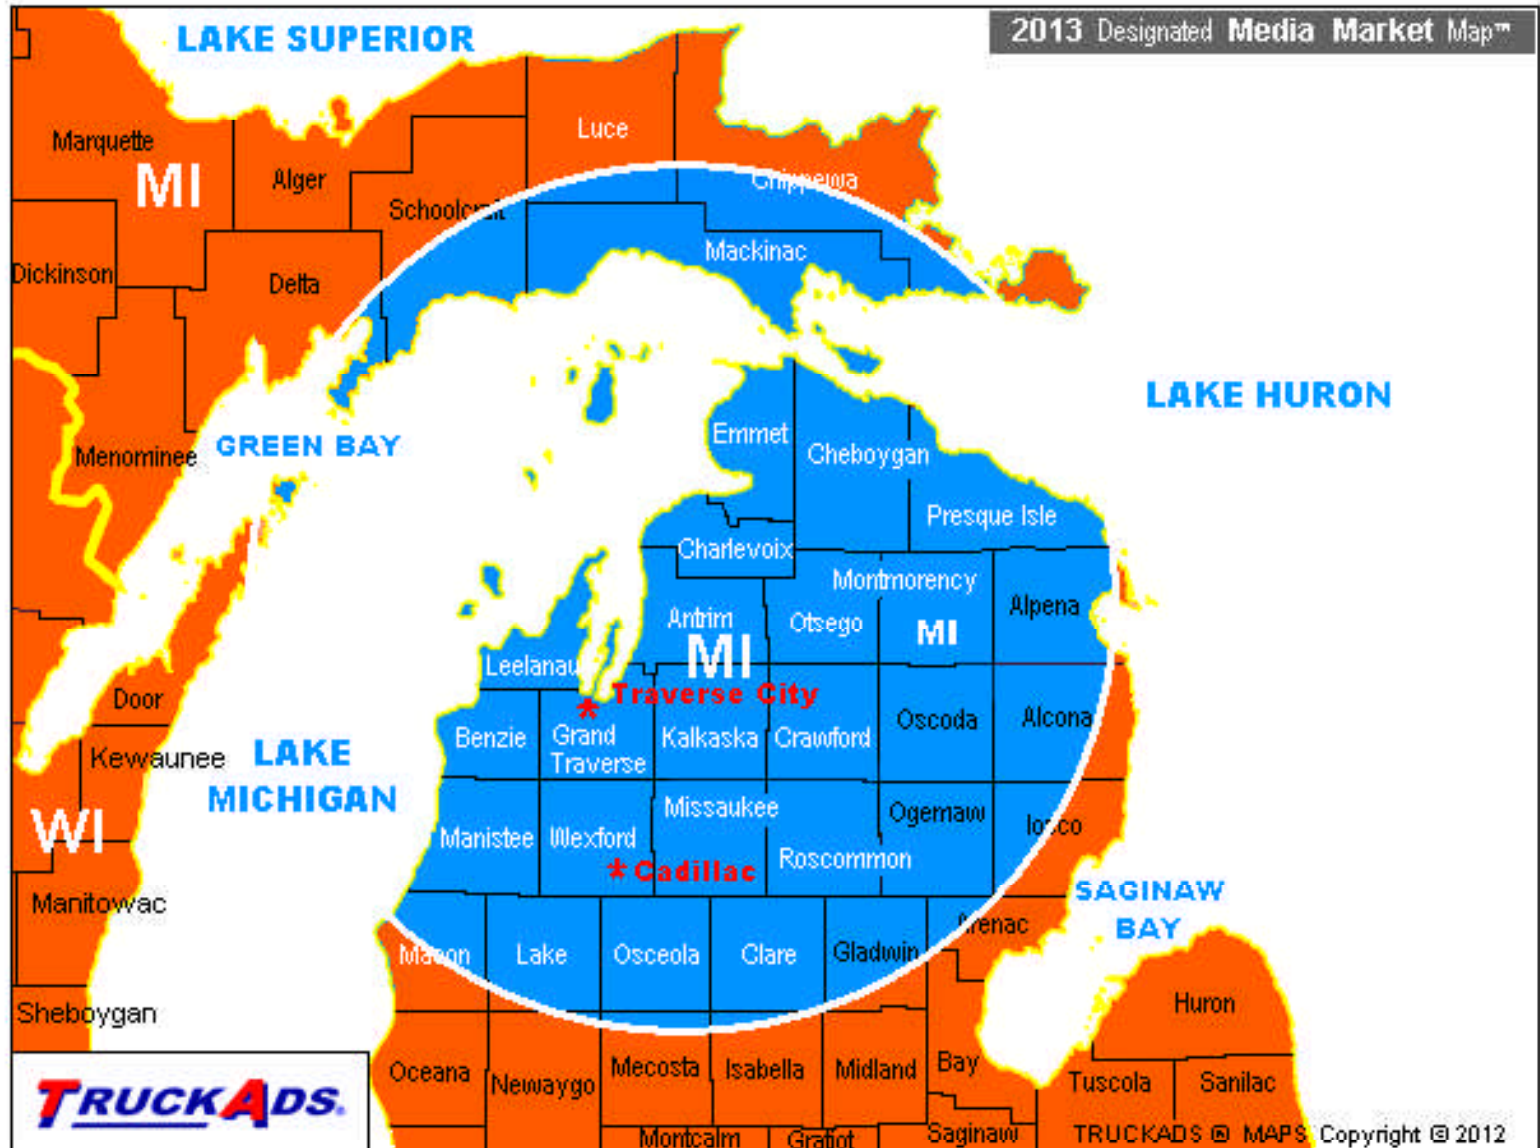 2013 Designated Media Market Map™
LAKE SUPERIOR
Luce
Marquette
MI
Alger
Chippewa
Schoolcraft
Mackinac
Dickinson
Delta
LAKE HURON
Emmet
GREEN BAY
Cheboygan
Menominee
Presque Isle
Charlevoix
Montmorency
Alpena
Antrim
Otsego
MI
MI
Leelanau
Traverse City
*
Door
Oscoda
Alcona
Benzie
Grand
Traverse
Kalkaska
Crawford
Kewaunee
LAKE
MICHIGAN
Missaukee
Ogemaw
Iosco
WI
Manistee
Wexford
Roscommon
*Cadillac
SAGINAW
BAY
Manitowac
Arenac
Mason
Lake
Osceola
Clare
Gladwin
Huron
Sheboygan
Oceana
Newaygo
Mecosta
Isabella
Midland
Bay
Tuscola
Sanilac
TRUCKADS.
Montcalm
Gratiot
Saginaw
TRUCKADS ® MAPS Copyright © 2012